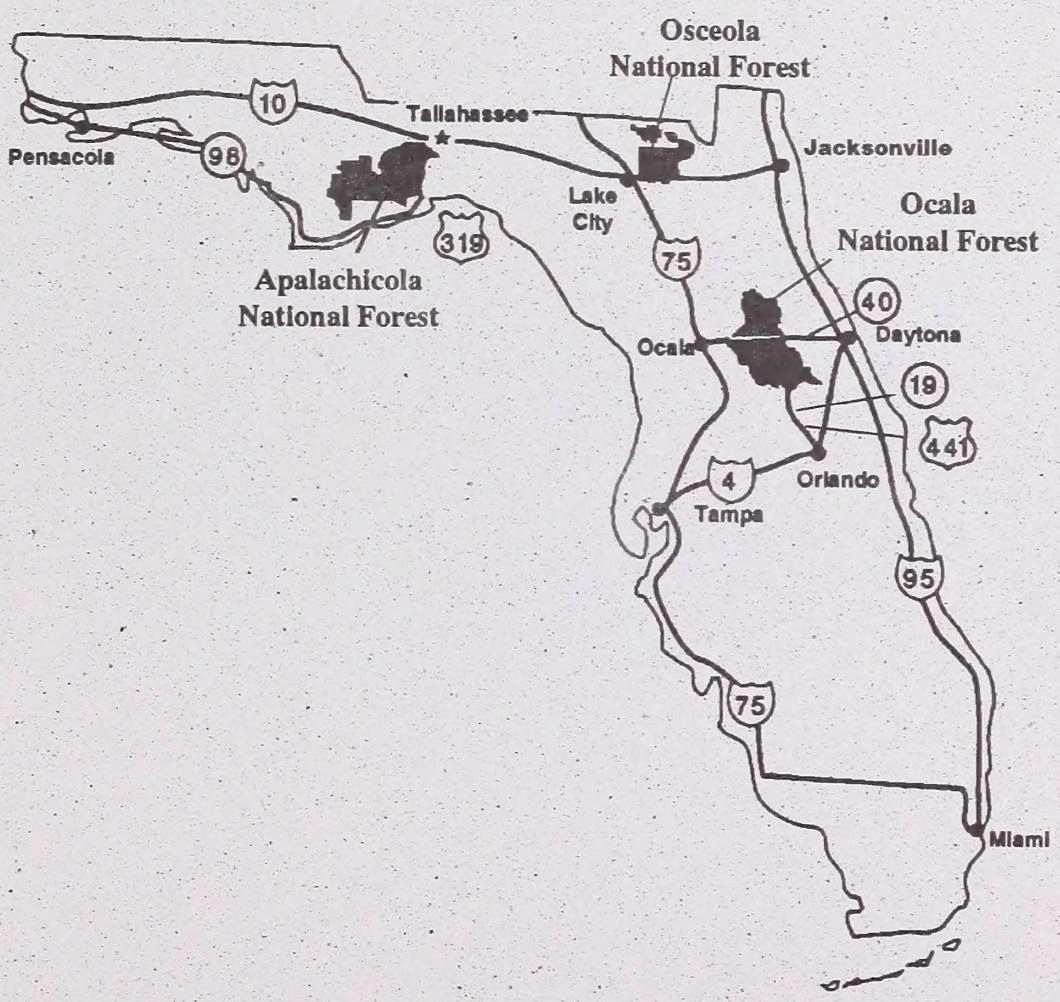 Osceola
National Forest
10
Tallahassee
Pensacola
98
Jacksonville
Lake
City
Ocala
National Forest
319
75
Apalachicola
National Forest
40
Ocala
Daytona
19
441
4
Orlando
Tampa
95
75
Miami